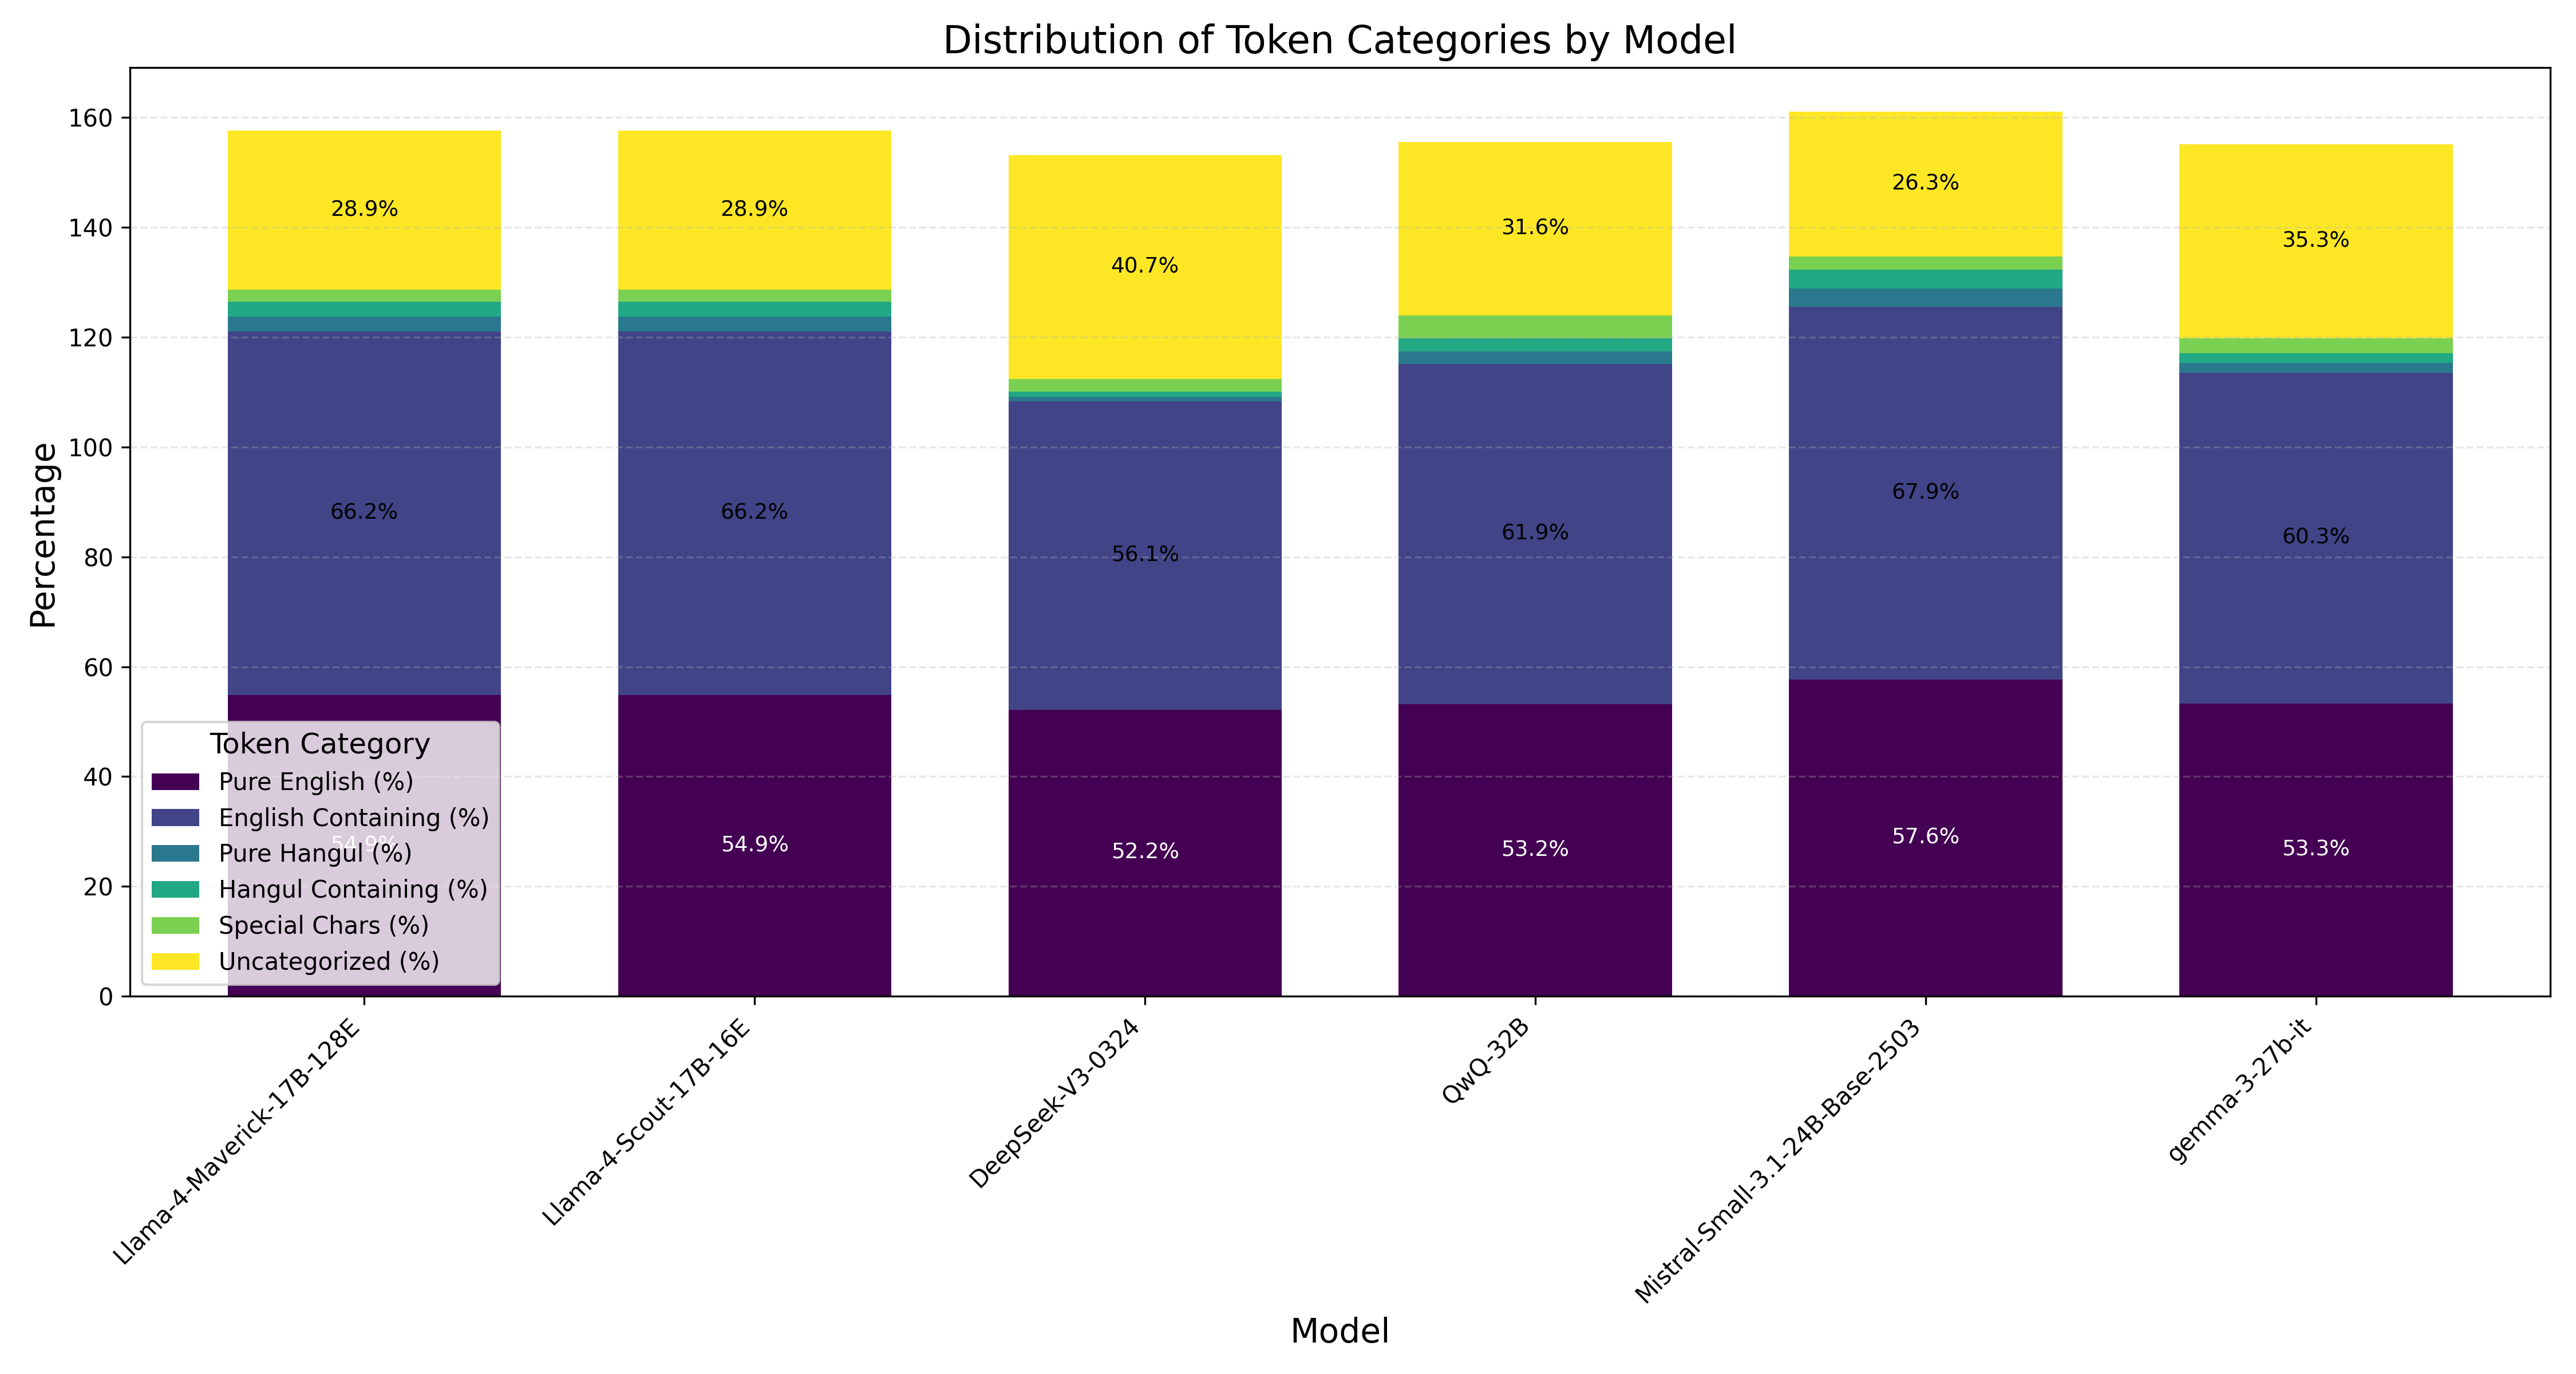 Distribution of Token Categories by Model
Percentage
160
140
120
100
80
60
40
20
0
28.9%
28.9%
40.7%
31.6%
26.3%
35.3%
66.2%
66.2%
56.1%
61.9%
67.9%
60.3%
54.9%
54.9%
52.2%
53.2%
57.6%
53.3%
Token Category
Pure English (%)
English Containing (%)
Pure Hangul (%)
Hangul Containing (%)
Special Chars (%)
Uncategorized (%)
Llama-4-Maverick-17B-128E
Llama-4-Scout-17B-16E
DeepSeek-V3-0324
QwQ-32B
Mistral-Small-3.1-24B-Base-2503
gemma-3-27b-it
Model